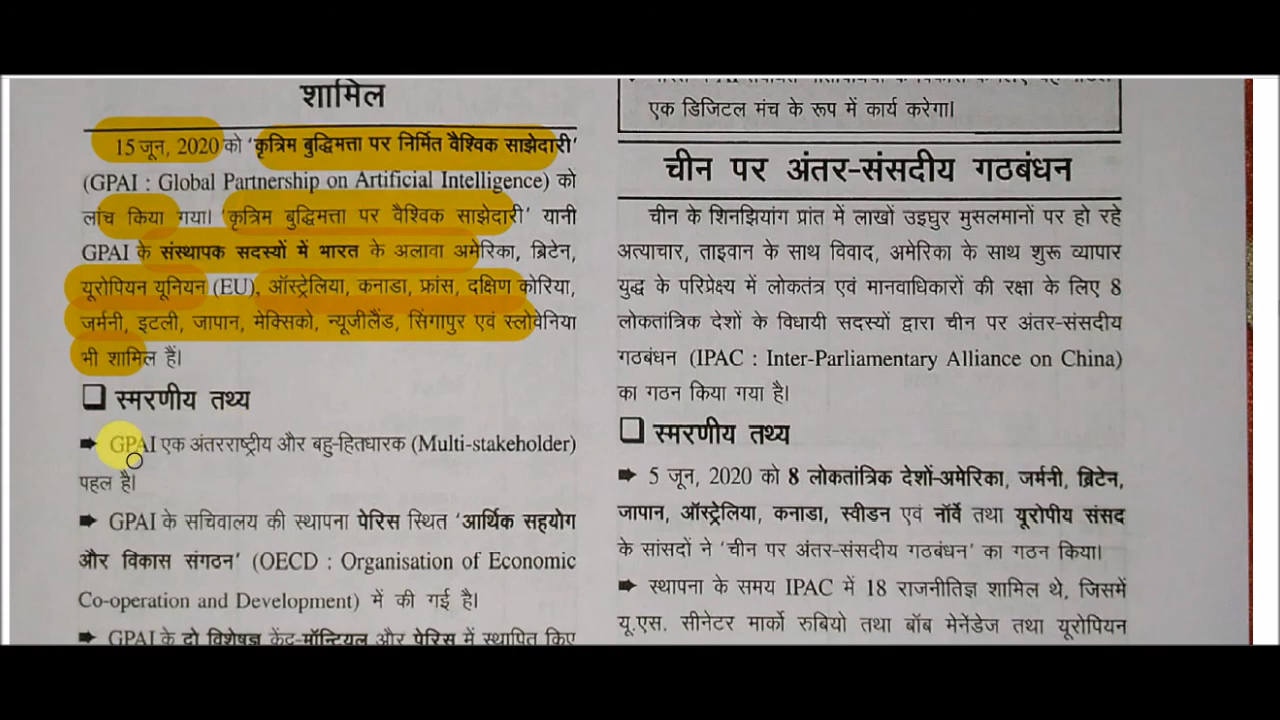 शामिल
15 जून, 2020 को 'कृत्रिम बुद्धिमत्ता पर निर्मित वैश्विक साझेदारी'
(GPAI : Global Partnership on Artificial Intelligence) को
लांच किया गया। 'कृत्रिम बुद्धिमत्ता पर वैश्विक साझेदारी' यानी
GPAI के संस्थापक सदस्यों में भारत के अलावा अमेरिका, ब्रिटेन,
यूरोपियन यूनियन (EU), ऑस्ट्रेलिया, कनाडा, फ्रांस, दक्षिण कोरिया,
जर्मनी, इटली, जापान, मेक्सिको, न्यूजीलैंड, सिंगापुर एवं स्लोवेनिया
भी शामिल हैं।
❑ स्मरणीय तथ्य
➡ GPAI एक अंतरराष्ट्रीय और बहु-हितधारक (Multi-stakeholder)
पहल है।
➡ GPAI के सचिवालय की स्थापना पेरिस स्थित 'आर्थिक सहयोग
और विकास संगठन' (OECD : Organisation of Economic
Co-operation and Development) में की गई है।
➡ GPAI के दो विशेषज्ञ केंद्र-मॉन्ट्रियल और पेरिस में स्थापित किए
एक डिजिटल मंच के रूप में कार्य करेगा।
चीन पर अंतर-संसदीय गठबंधन
चीन के शिनझियांग प्रांत में लाखों उइघुर मुसलमानों पर हो रहे
अत्याचार, ताइवान के साथ विवाद, अमेरिका के साथ शुरू व्यापार
युद्ध के परिप्रेक्ष्य में लोकतंत्र एवं मानवाधिकारों की रक्षा के लिए 8
लोकतांत्रिक देशों के विधायी सदस्यों द्वारा चीन पर अंतर-संसदीय
गठबंधन (IPAC : Inter-Parliamentary Alliance on China)
का गठन किया गया है।
❑ स्मरणीय तथ्य
➡ 5 जून, 2020 को 8 लोकतांत्रिक देशों-अमेरिका, जर्मनी, ब्रिटेन,
जापान, ऑस्ट्रेलिया, कनाडा, स्वीडन एवं नॉर्वे तथा यूरोपीय संसद
के सांसदों ने 'चीन पर अंतर-संसदीय गठबंधन' का गठन किया।
➡ स्थापना के समय IPAC में 18 राजनीतिज्ञ शामिल थे, जिसमें
यू.एस. सीनेटर मार्को रुबियो तथा बॉब मेनेंडेज तथा यूरोपियन